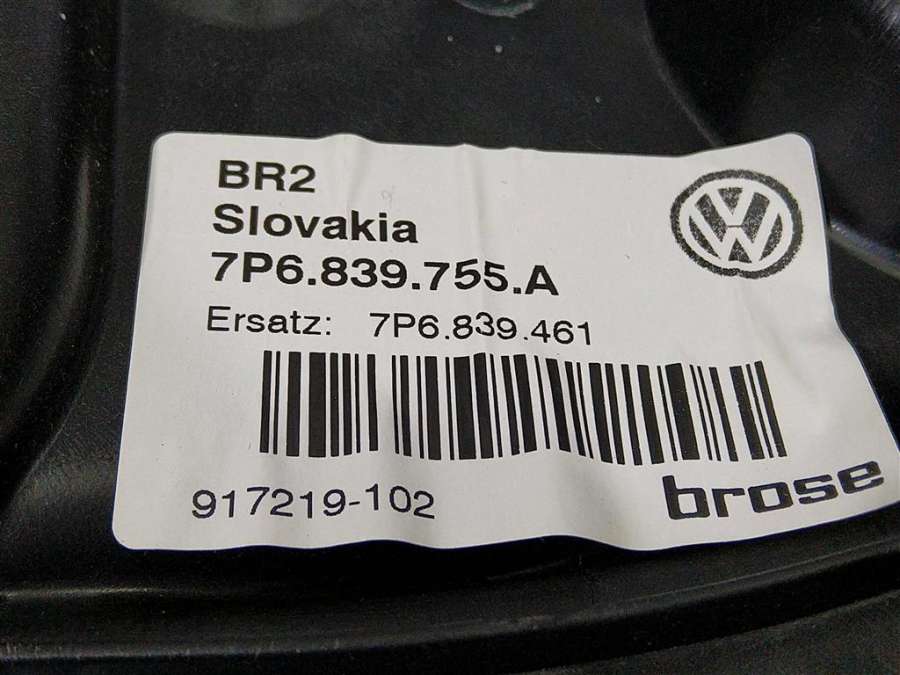 BR2
Slovakia
7P6.839.755.A
Ersatz: 7P6.839.461
917219-102
brose